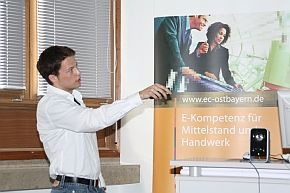 www.ec-ostbayern.de
E-Kompetenz für
Mittelstand und
Handwerk